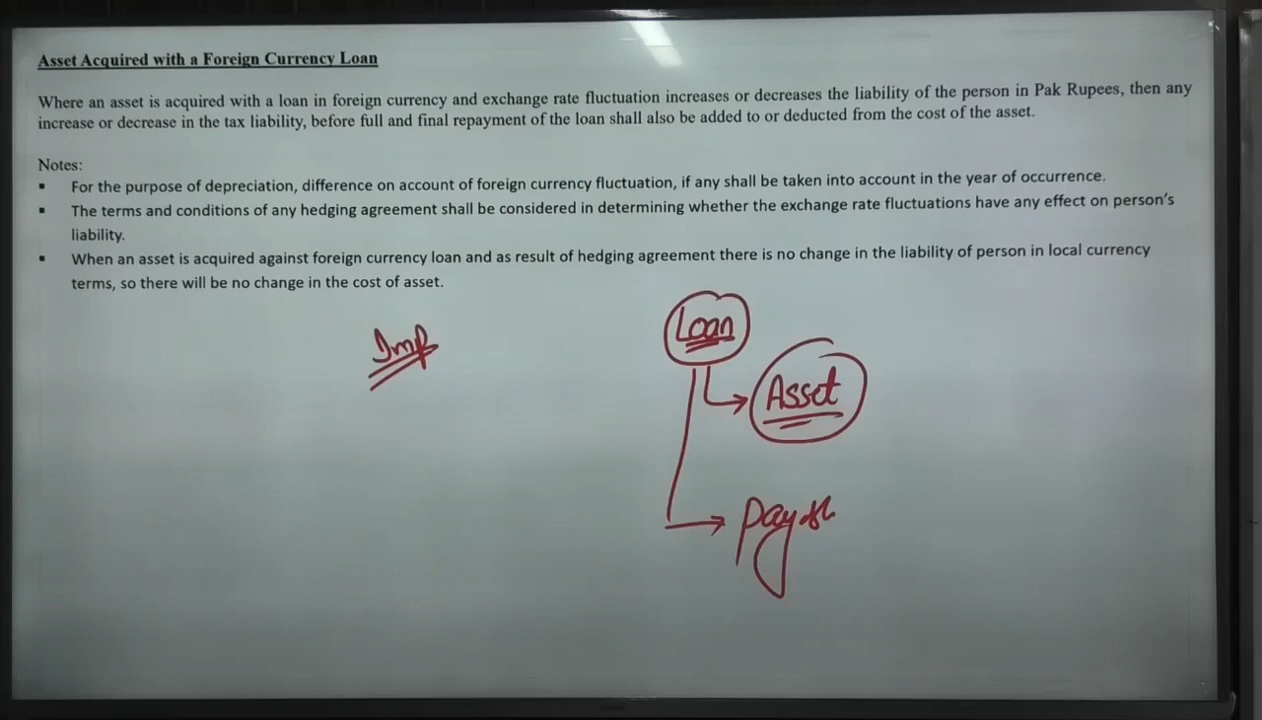 Asset Acquired with a Foreign Currency Loan
Where an asset is acquired with a loan in foreign currency and exchange rate fluctuation increases or decreases the liability of the person in Pak Rupees, then any
increase or decrease in the tax liability, before full and final repayment of the loan shall also be added to or deducted from the cost of the asset.
Notes:
▪ For the purpose of depreciation, difference on account of foreign currency fluctuation, if any shall be taken into account in the year of occurrence.
▪ The terms and conditions of any hedging agreement shall be considered in determining whether the exchange rate fluctuations have any effect on person's
liability.
▪ When an asset is acquired against foreign currency loan and as result of hedging agreement there is no change in the liability of person in local currency
terms, so there will be no change in the cost of asset.
Imp
Loan
Asset